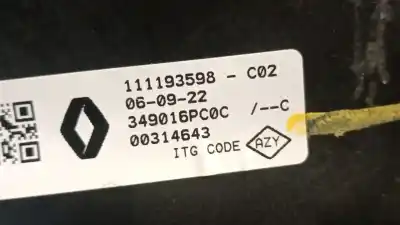 111193598 - C02
06-09-22
349016PC0C /--C
00314643
ITG CODE AZY